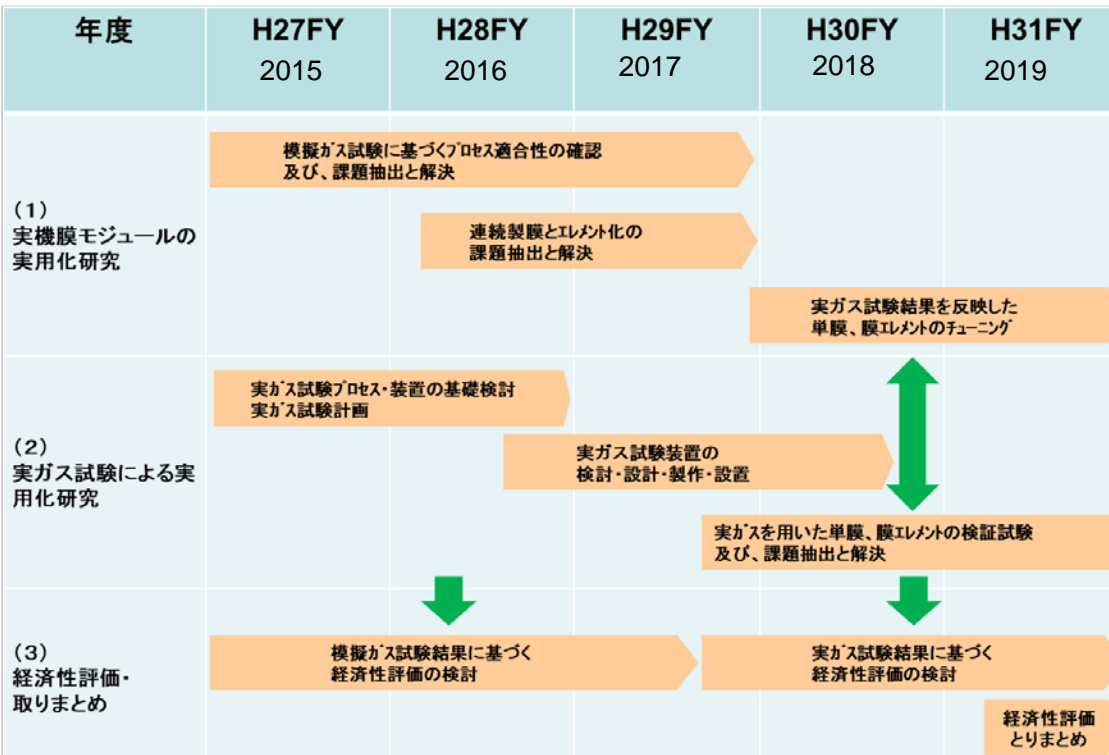 年度
H27FY
2015
H28FY
2016
H29FY
2017
H30FY
2018
H31FY
2019
(1)
実機膜モジュールの
実用化研究
模擬ガス試験に基づくプロセス適合性の確認
及び、課題抽出と解決
連続製膜とエレメント化の
課題抽出と解決
実ガス試験結果を反映した
単膜、膜エレメントのチューニング
(2)
実ガス試験による実
用化研究
実ガス試験プロセス・装置の基礎検討
実ガス試験計画
実ガス試験装置の
検討・設計・製作・設置
実ガスを用いた単膜、膜エレメントの検証試験
及び、課題抽出と解決
(3)
経済性評価・
取りまとめ
模擬ガス試験結果に基づく
経済性評価の検討
実ガス試験結果に基づく
経済性評価の検討
経済性評価
とりまとめ